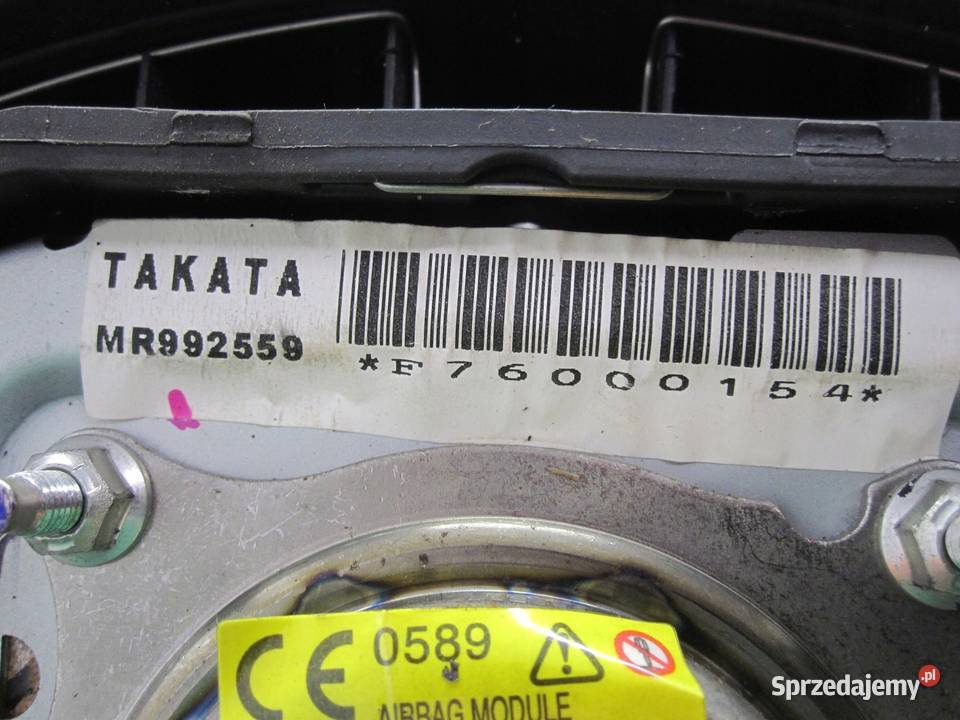 TAKATA
MR992559
*F76000154*
CE 0589
AIRBAG MODULE
Sprzedajemy.pl